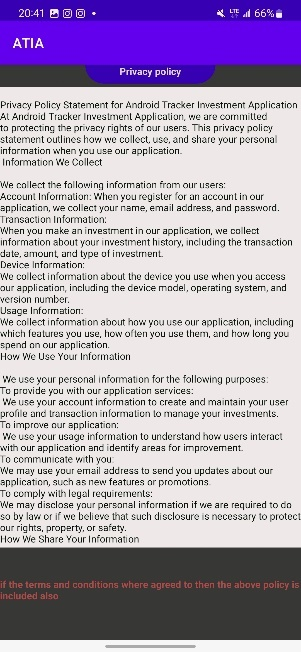 20:41
LTE
66%
ATIA
Privacy policy
Privacy Policy Statement for Android Tracker Investment Application
At Android Tracker Investment Application, we are committed
to protecting the privacy rights of our users. This privacy policy
statement outlines how we collect, use, and share your personal
information when you use our application.
Information We Collect
We collect the following information from our users:
Account Information: When you register for an account in our
application, we collect your name, email address, and password.
Transaction Information:
When you make an investment in our application, we collect
information about your investment history, including the transaction
date, amount, and type of investment.
Device Information:
We collect information about the device you use when you access
our application, including the device model, operating system, and
version number.
Usage Information:
We collect information about how you use our application, including
which features you use, how often you use them, and how long you
spend on our application.
How We Use Your Information
We use your personal information for the following purposes:
To provide you with our application services:
We use your account information to create and maintain your user
profile and transaction information to manage your investments.
To improve our application:
We use your usage information to understand how users interact
with our application and identify areas for improvement.
To communicate with you:
We may use your email address to send you updates about our
application, such as new features or promotions.
To comply with legal requirements:
We may disclose your personal information if we are required to do
so by law or if we believe that such disclosure is necessary to protect
our rights, property, or safety.
How We Share Your Information
if the terms and conditions where agreed to then the above policy is
included also